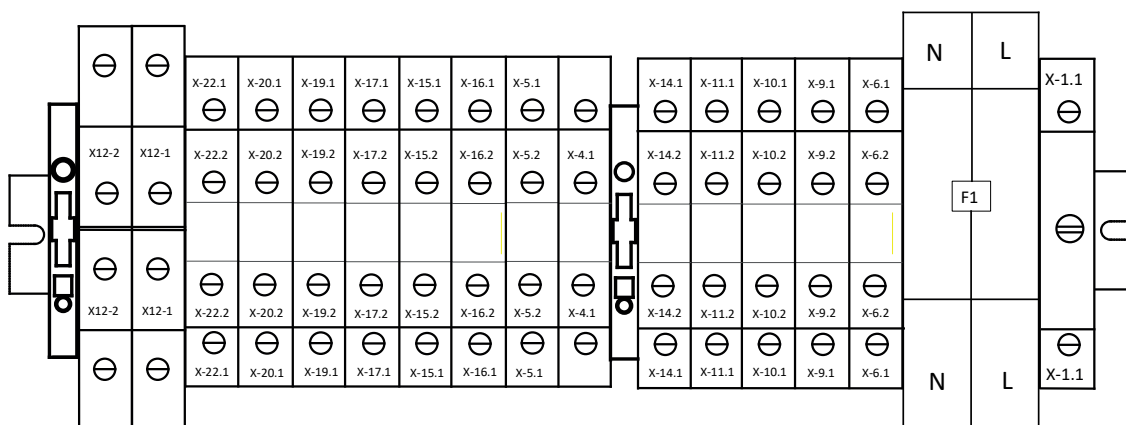 N L
X-22.1 X-20.1 X-19.1 X-17.1 X-15.1 X-16.1 X-5.1 X-14.1 X-11.1 X-10.1 X-9.1 X-6.1 X-1.1
X12-2 X12-1 X-22.2 X-20.2 X-19.2 X-17.2 X-15.2 X-16.2 X-5.2 X-4.1 X-14.2 X-11.2 X-10.2 X-9.2 X-6.2
F1
X12-2 X12-1 X-22.2 X-20.2 X-19.2 X-17.2 X-15.2 X-16.2 X-5.2 X-4.1 X-14.2 X-11.2 X-10.2 X-9.2 X-6.2
X-22.1 X-20.1 X-19.1 X-17.1 X-15.1 X-16.1 X-5.1 X-14.1 X-11.1 X-10.1 X-9.1 X-6.1 N L X-1.1